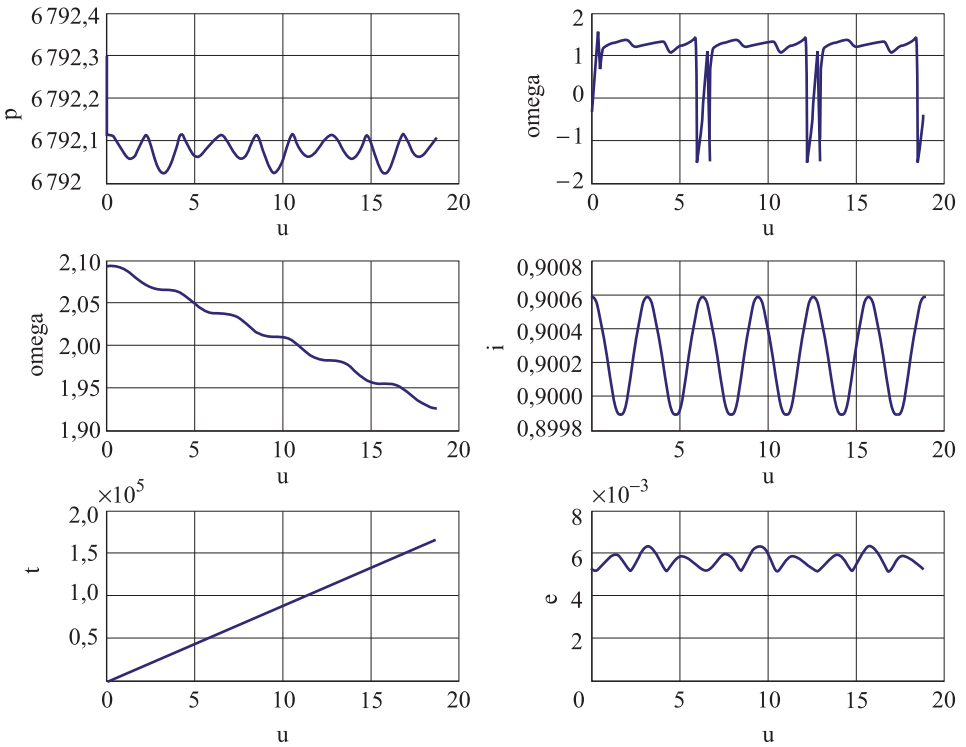 6 792,4
6 792,3
6 792,2
6 792,1
6 792
p
0 5 10 15 20
u
2
1
0
−1
−2
omega
0 5 10 15 20
u
2,10
2,05
2,00
1,95
1,90
omega
0 5 10 15 20
u
0,9008
0,9006
0,9004
0,9002
0,9000
0,8998
i
0 5 10 15 20
u
×10⁵
2,0
1,5
1,0
0,5
t
0 5 10 15 20
u
×10⁻³
8
6
4
2
e
0 5 10 15 20
u